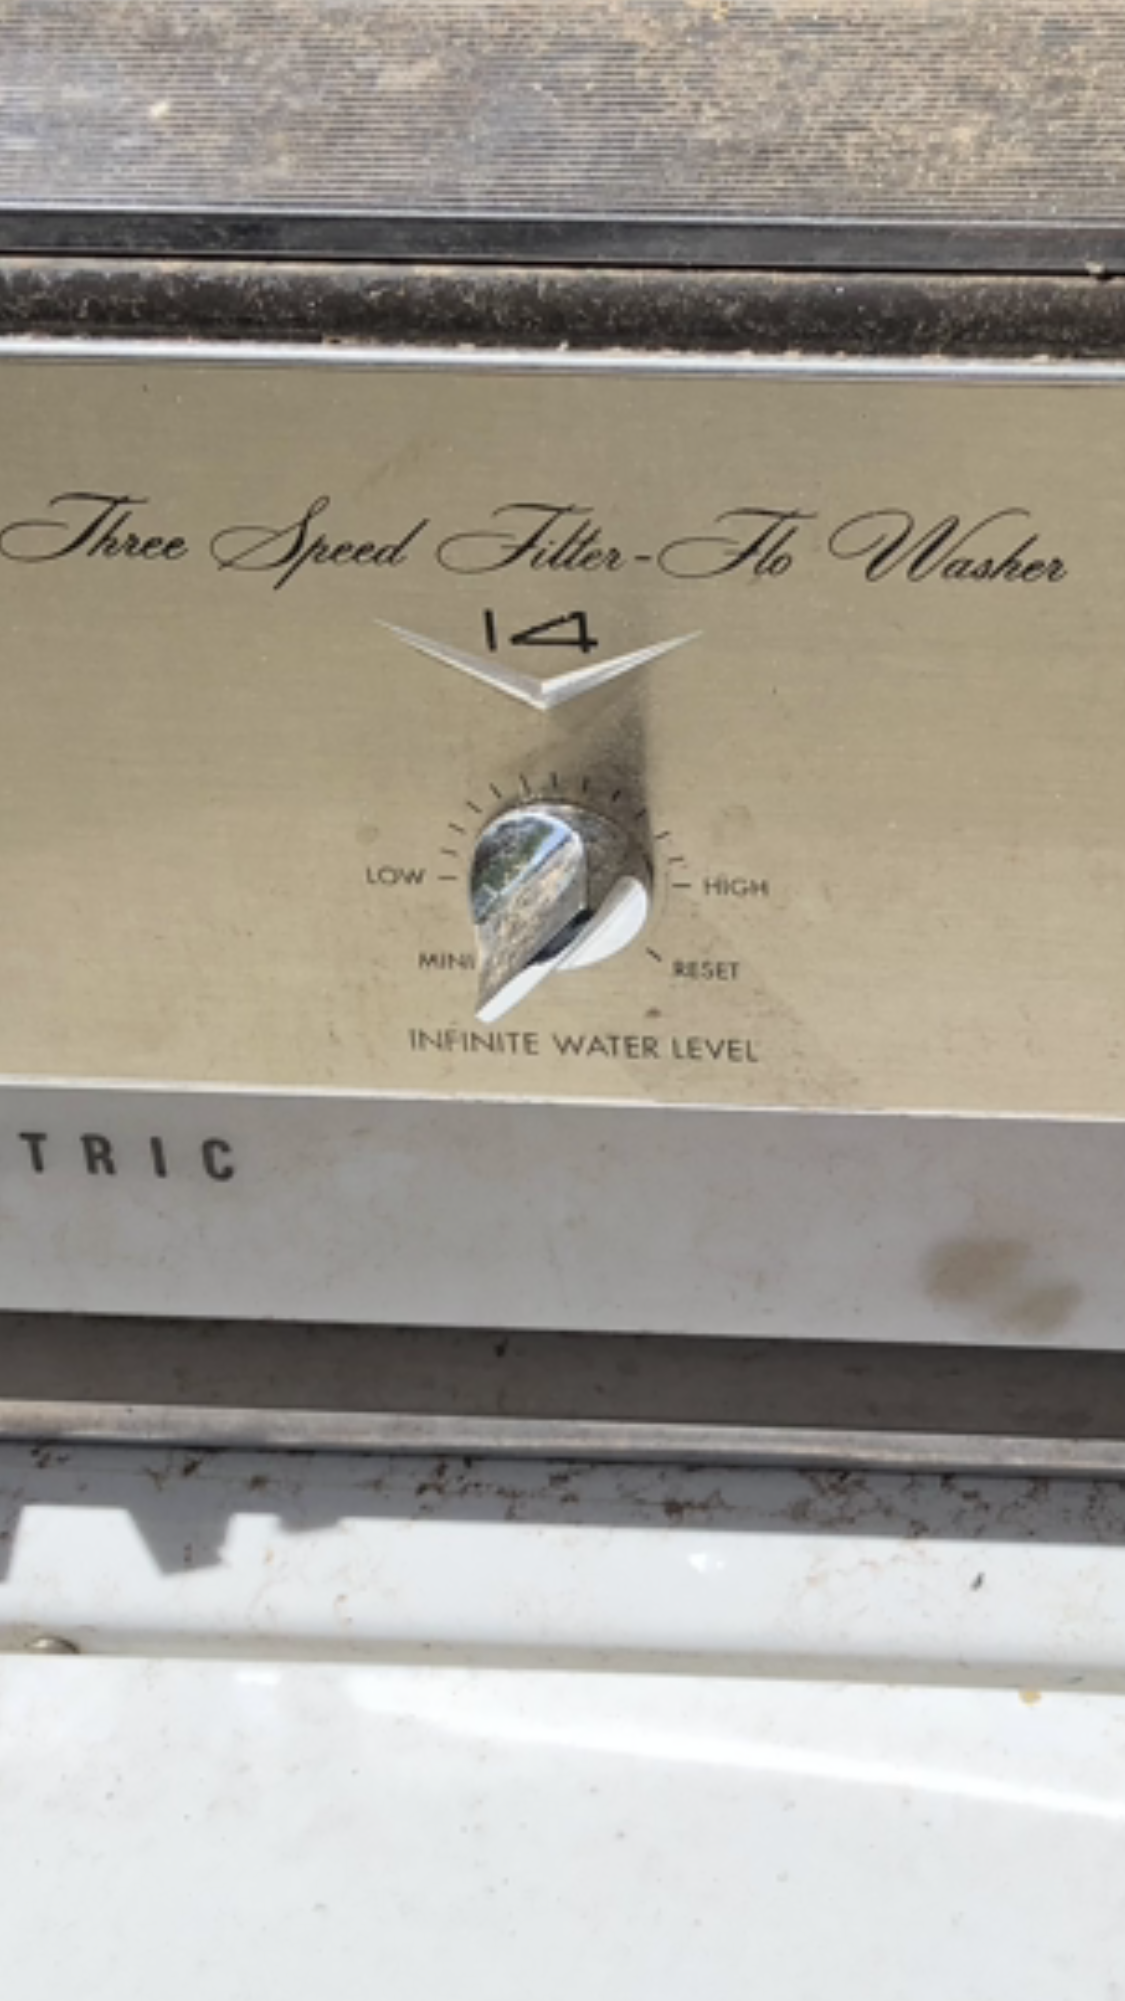 Three Speed Filter-Flo Washer
14
LOW HIGH
MINI RESET
INFINITE WATER LEVEL
TRIC